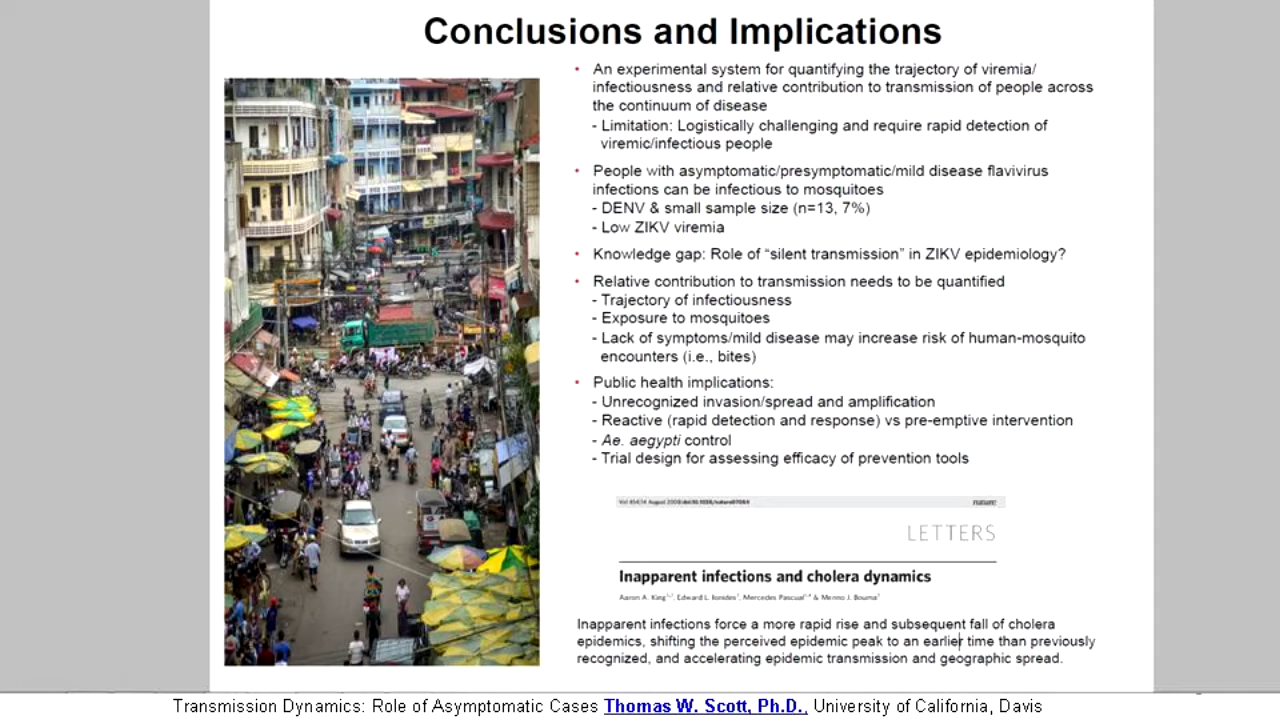 Conclusions and Implications
• An experimental system for quantifying the trajectory of viremia/
infectiousness and relative contribution to transmission of people across
the continuum of disease
- Limitation: Logistically challenging and require rapid detection of
viremic/infectious people
• People with asymptomatic/presymptomatic/mild disease flavivirus
infections can be infectious to mosquitoes
- DENV & small sample size (n=13, 7%)
- Low ZIKV viremia
• Knowledge gap: Role of “silent transmission” in ZIKV epidemiology?
• Relative contribution to transmission needs to be quantified
- Trajectory of infectiousness
- Exposure to mosquitoes
- Lack of symptoms/mild disease may increase risk of human-mosquito
encounters (i.e., bites)
• Public health implications:
- Unrecognized invasion/spread and amplification
- Reactive (rapid detection and response) vs pre-emptive intervention
- Ae. aegypti control
- Trial design for assessing efficacy of prevention tools
nature
LETTERS
Inapparent infections and cholera dynamics
Aaron A. King, Edward L. Ionides, Mercedes Pascual & Menno J. Bouma
Inapparent infections force a more rapid rise and subsequent fall of cholera
epidemics, shifting the perceived epidemic peak to an earlier time than previously
recognized, and accelerating epidemic transmission and geographic spread.
Transmission Dynamics: Role of Asymptomatic Cases Thomas W. Scott, Ph.D., University of California, Davis